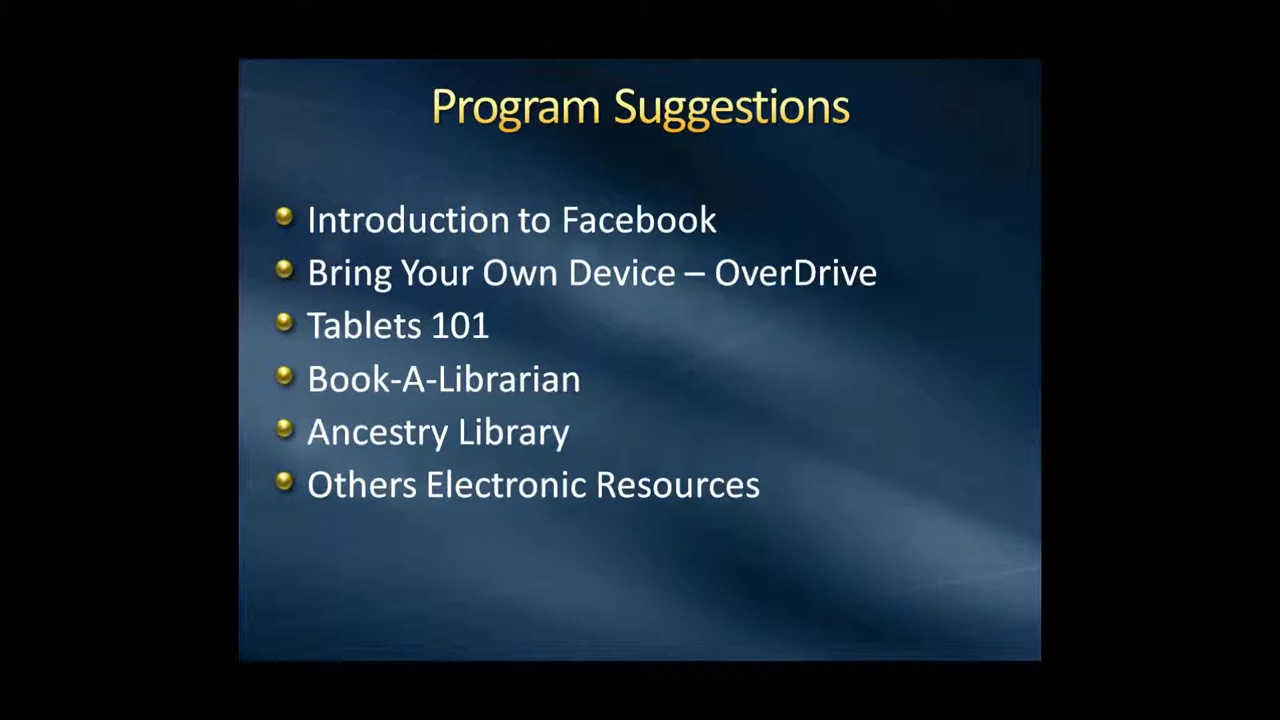 Program Suggestions
Introduction to Facebook
Bring Your Own Device – OverDrive
Tablets 101
Book-A-Librarian
Ancestry Library
Others Electronic Resources